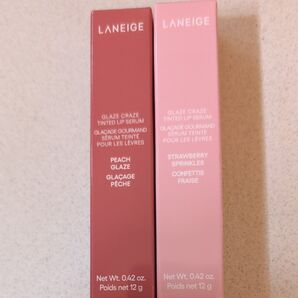 LANEIGE
GLAZE CRAZE
TINTED LIP SERUM
GLAÇAGE GOURMAND
SÉRUM TEINTÉ
POUR LES LÈVRES
PEACH
GLAZE
GLAÇAGE
PÊCHE
Net Wt. 0.42 oz.
Poids net 12 g
LANEIGE
GLAZE CRAZE
TINTED LIP SERUM
GLAÇAGE GOURMAND
SÉRUM TEINTÉ
POUR LES LÈVRES
STRAWBERRY
SPRINKLES
CONFETTIS
FRAISE
Net Wt. 0.42 oz.
Poids net 12 g